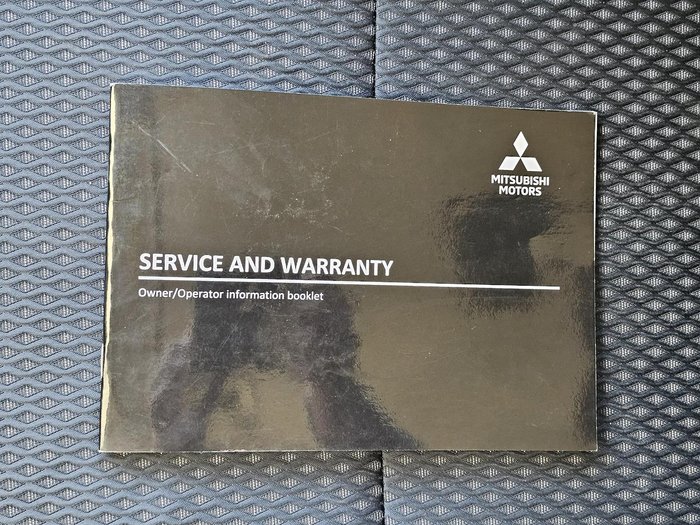 MITSUBISHI
MOTORS
SERVICE AND WARRANTY
Owner/Operator information booklet